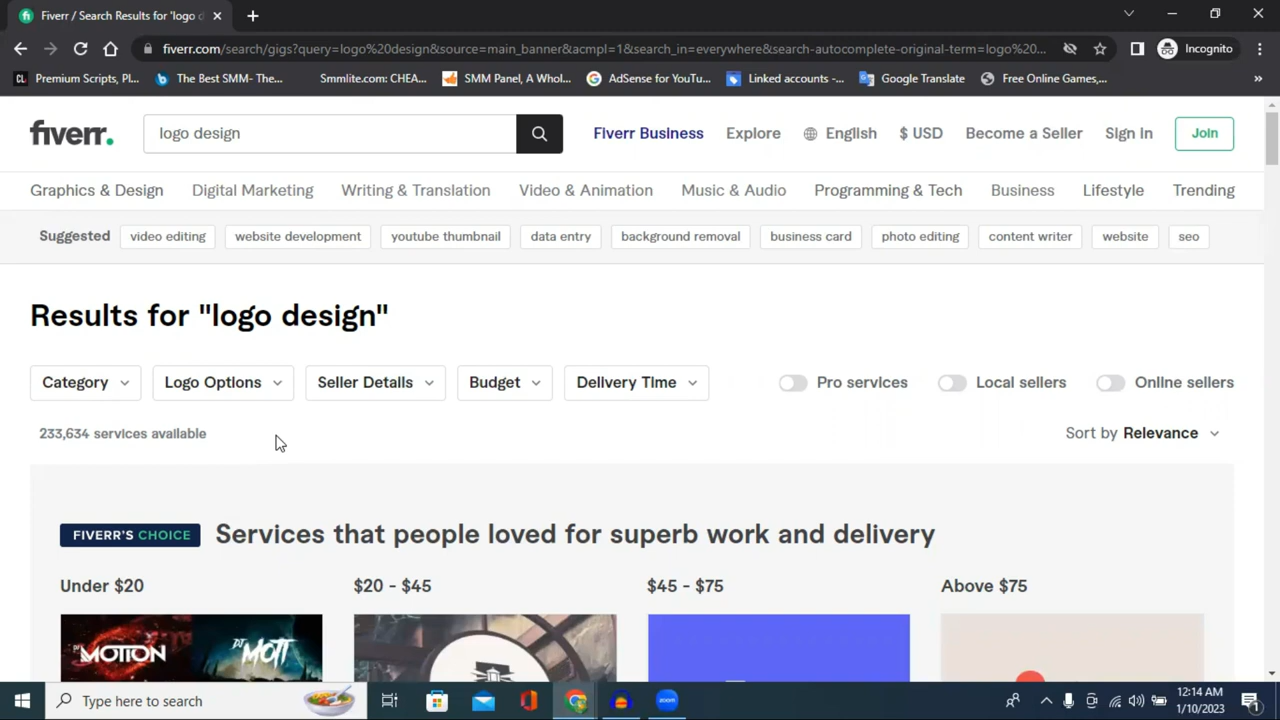 Fiverr / Search Results for 'logo d
fiverr.com/search/gigs?query=logo%20design&source=main_banner&acmpl=1&search_in=everywhere&search-autocomplete-original-term=logo%20...
Incognito
Premium Scripts, Pl...
The Best SMM- The...
Smmlite.com: CHEA...
SMM Panel, A Whol...
AdSense for YouTu...
Linked accounts -...
Google Translate
Free Online Games,...
fiverr.
logo design
Fiverr Business
Explore
English
$ USD
Become a Seller
Sign In
Join
Graphics & Design
Digital Marketing
Writing & Translation
Video & Animation
Music & Audio
Programming & Tech
Business
Lifestyle
Trending
Suggested
video editing
website development
youtube thumbnail
data entry
background removal
business card
photo editing
content writer
website
seo
Results for "logo design"
Category
Logo Options
Seller Details
Budget
Delivery Time
Pro services
Local sellers
Online sellers
233,634 services available
Sort by Relevance
FIVERR'S CHOICE
Services that people loved for superb work and delivery
Under $20
$20 - $45
$45 - $75
Above $75
DJ MOTION
DJ MOTI
Type here to search
zoom
12:14 AM
1/10/2023